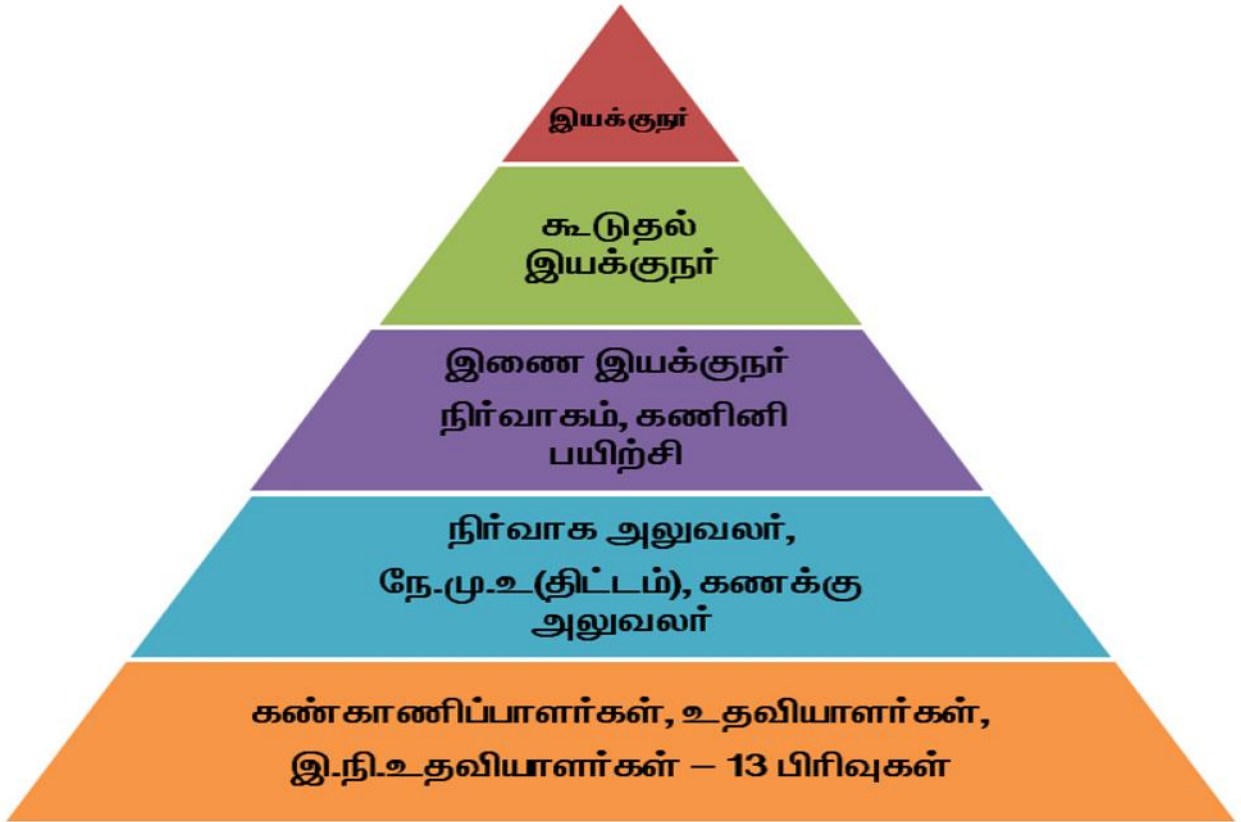 இயக்குநர்
கூடுதல்
இயக்குநர்
இணை இயக்குநர்
நிர்வாகம், கணினி
பயிற்சி
நிர்வாக அலுவலர்,
நே.மு.உ(திட்டம்), கணக்கு
அலுவலர்
கண்காணிப்பாளர்கள், உதவியாளர்கள்,
இ.நி.உதவியாளர்கள் – 13 பிரிவுகள்